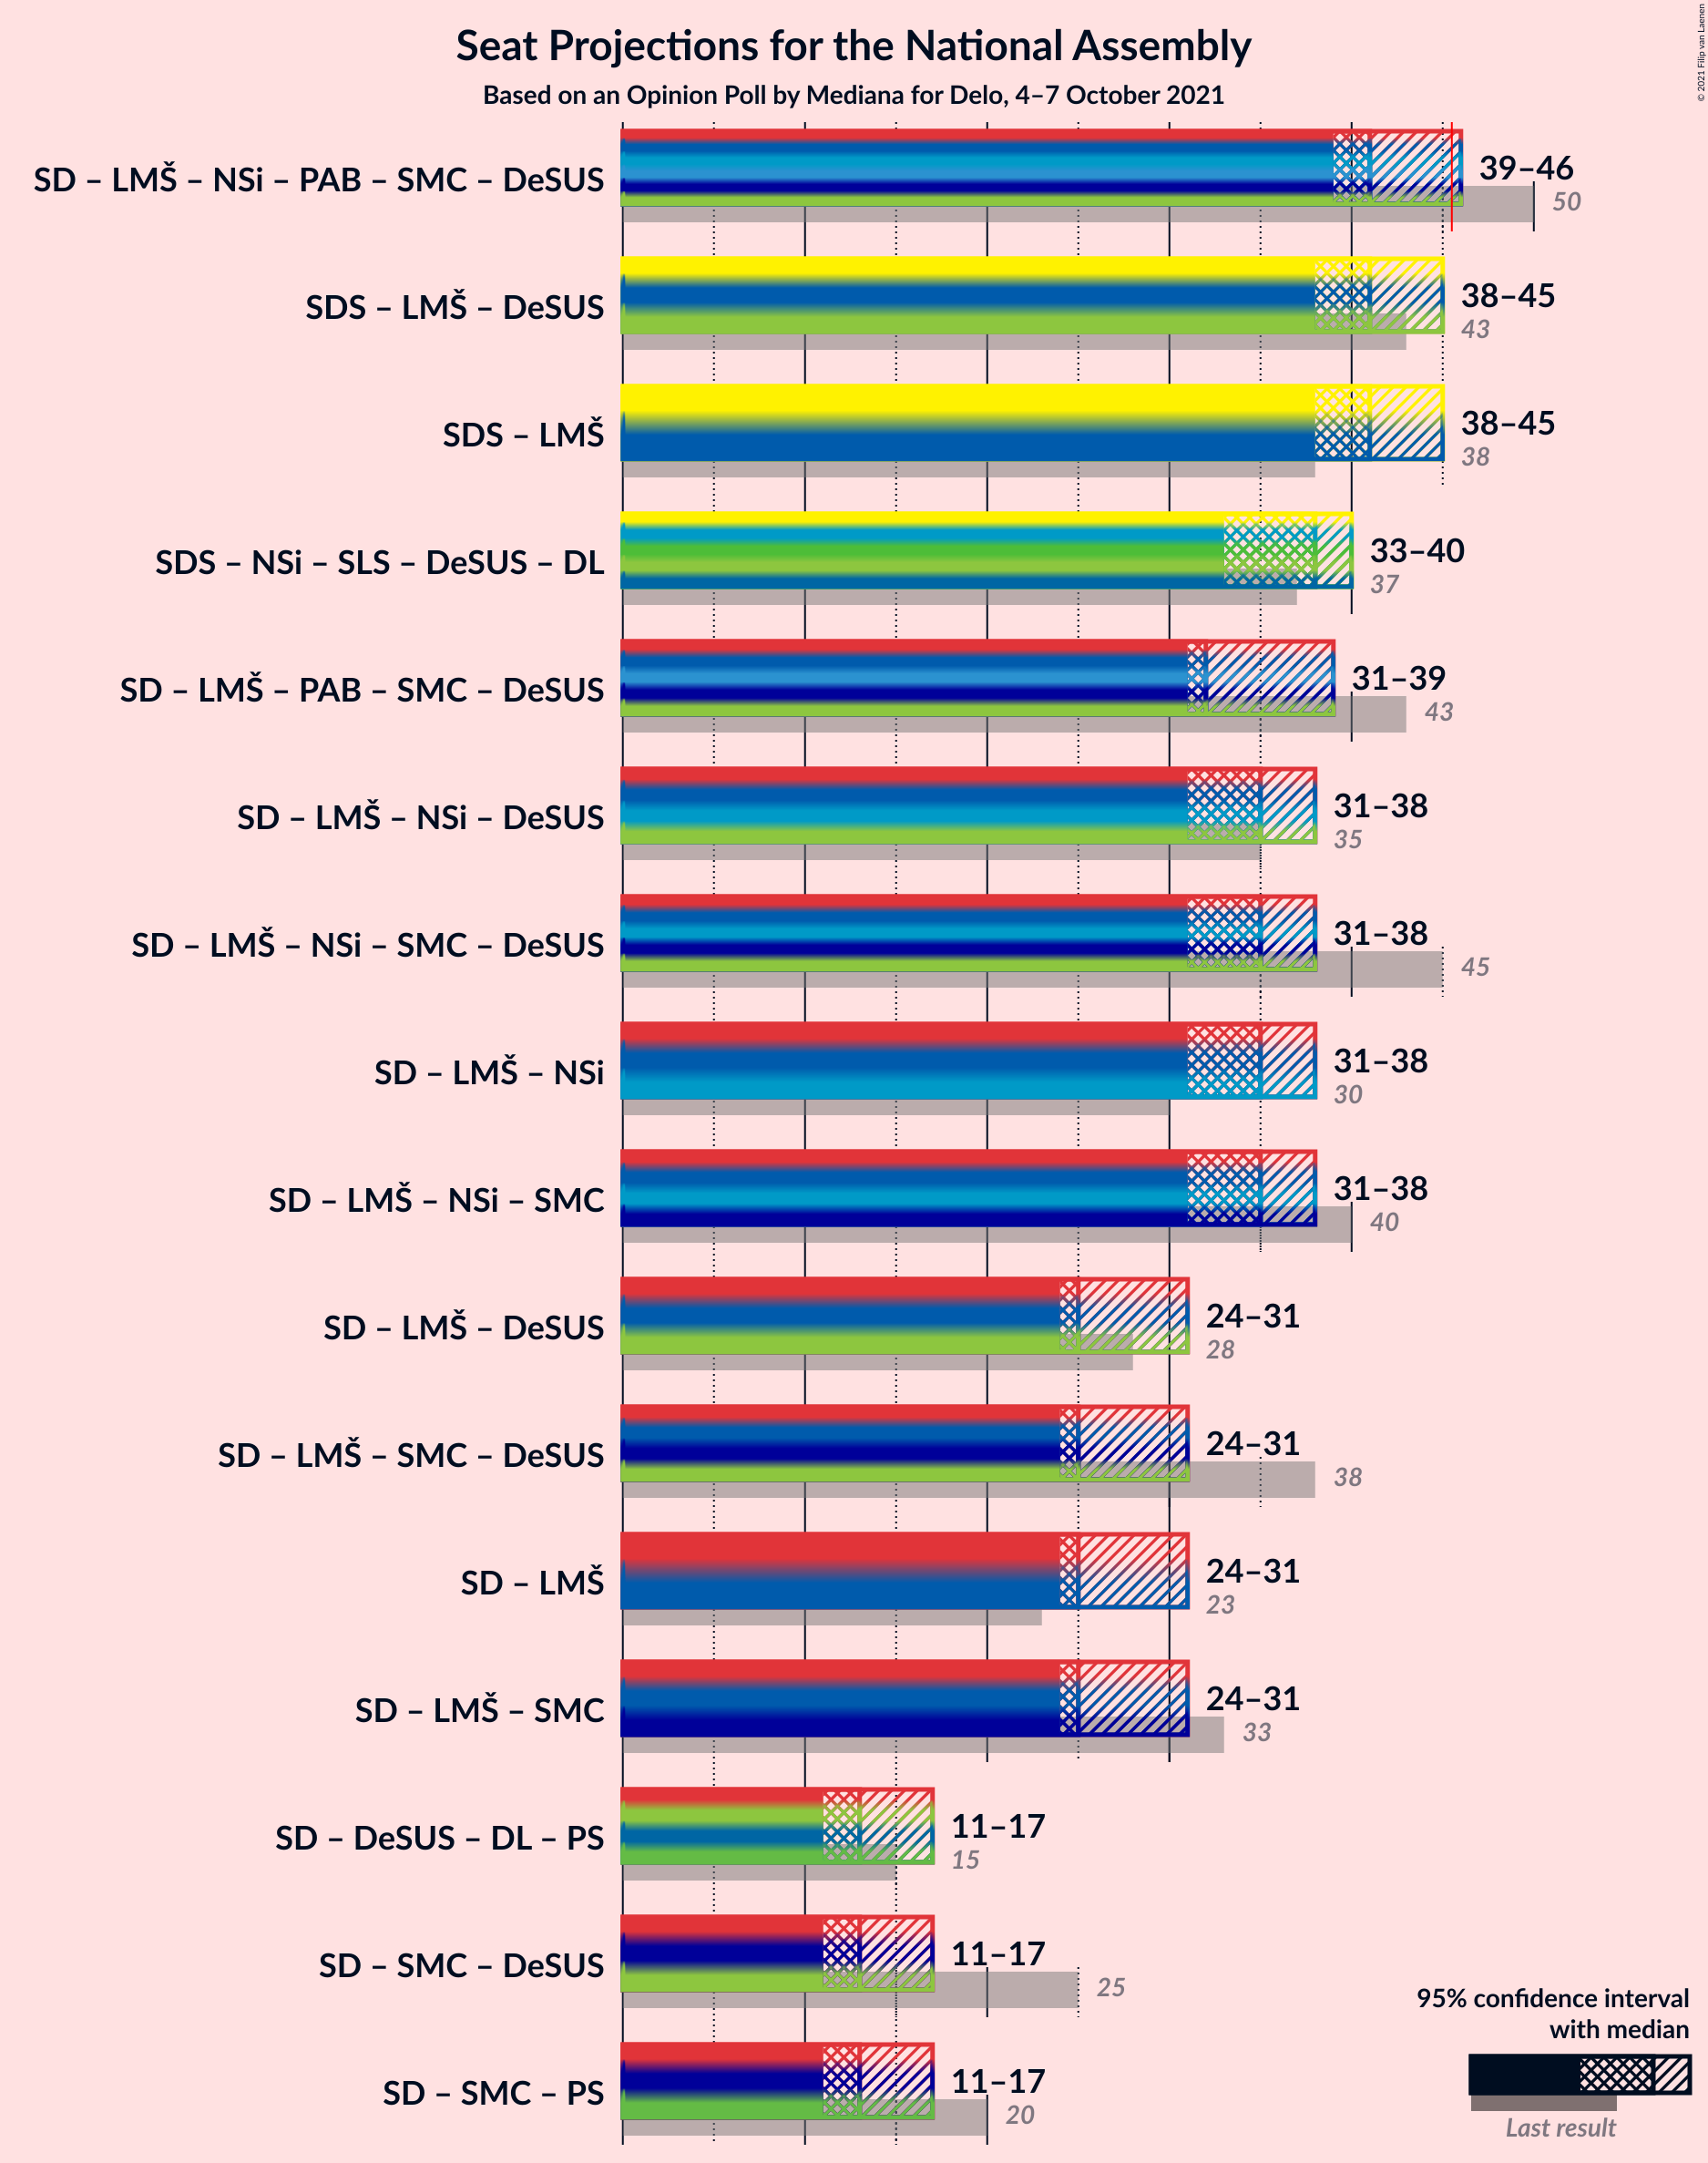 Seat Projections for the National Assembly
Based on an Opinion Poll by Mediana for Delo, 4–7 October 2021
© 2021 Filip van Laenen
SD – LMŠ – NSi – PAB – SMC – DeSUS
39–46
50
SDS – LMŠ – DeSUS
38–45
43
SDS – LMŠ
38–45
38
SDS – NSi – SLS – DeSUS – DL
33–40
37
SD – LMŠ – PAB – SMC – DeSUS
31–39
43
SD – LMŠ – NSi – DeSUS
31–38
35
SD – LMŠ – NSi – SMC – DeSUS
31–38
45
SD – LMŠ – NSi
31–38
30
SD – LMŠ – NSi – SMC
31–38
40
SD – LMŠ – DeSUS
24–31
28
SD – LMŠ – SMC – DeSUS
24–31
38
SD – LMŠ
24–31
23
SD – LMŠ – SMC
24–31
33
SD – DeSUS – DL – PS
11–17
15
SD – SMC – DeSUS
11–17
25
SD – SMC – PS
11–17
20
95% confidence interval
with median
Last result